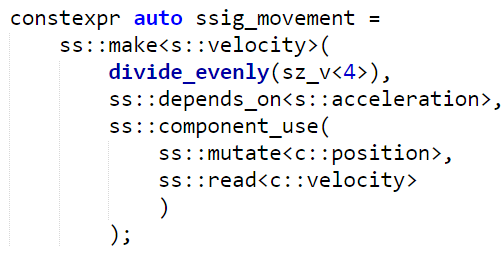 constexpr auto ssig_movement =
    ss::make<s::velocity>(
        divide_evenly(sz_v<4>),
        ss::depends_on<s::acceleration>,
        ss::component_use(
            ss::mutate<c::position>,
            ss::read<c::velocity>
            )
        );